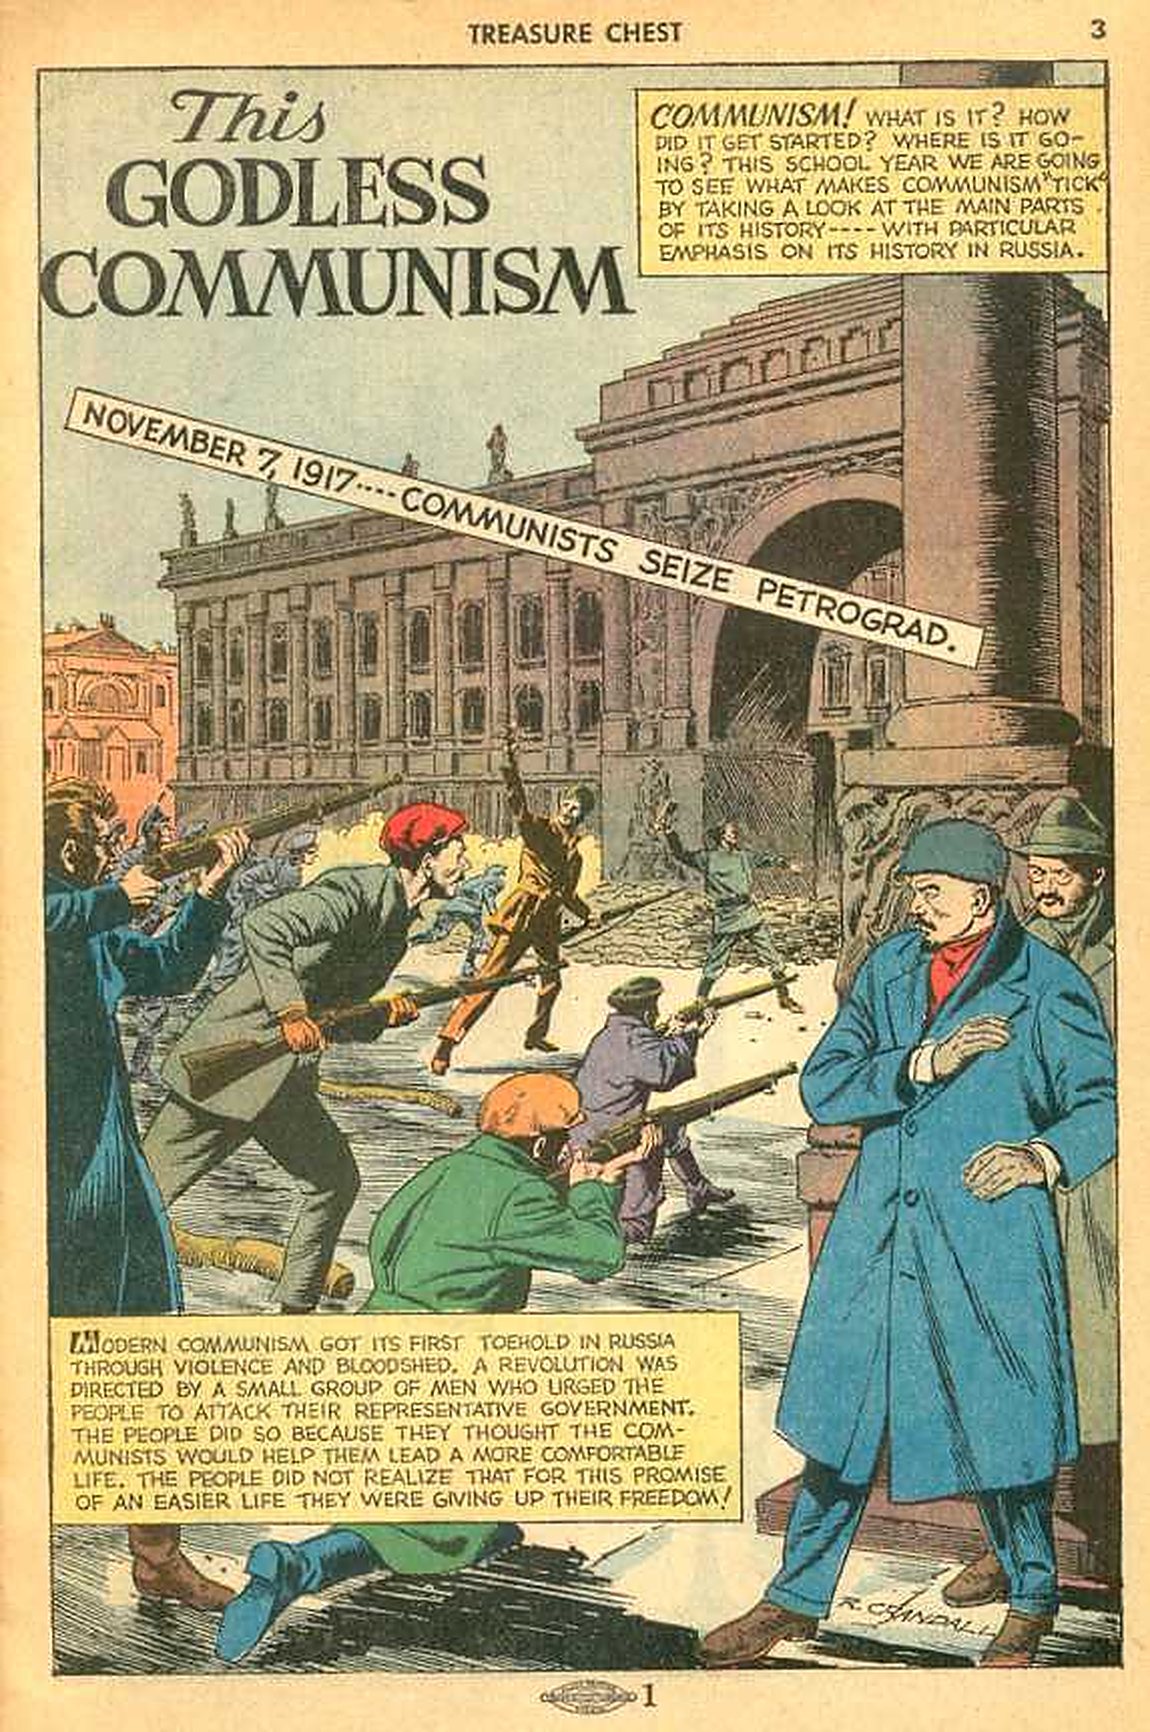 TREASURE CHEST
3
This
GODLESS
COMMUNISM
COMMUNISM! WHAT IS IT? HOW
DID IT GET STARTED? WHERE IS IT GO-
ING? THIS SCHOOL YEAR WE ARE GOING
TO SEE WHAT MAKES COMMUNISM "TICK"
BY TAKING A LOOK AT THE MAIN PARTS
OF ITS HISTORY---- WITH PARTICULAR
EMPHASIS ON ITS HISTORY IN RUSSIA.
NOVEMBER 7, 1917---- COMMUNISTS SEIZE PETROGRAD.
MODERN COMMUNISM GOT ITS FIRST TOEHOLD IN RUSSIA
THROUGH VIOLENCE AND BLOODSHED. A REVOLUTION WAS
DIRECTED BY A SMALL GROUP OF MEN WHO URGED THE
PEOPLE TO ATTACK THEIR REPRESENTATIVE GOVERNMENT.
THE PEOPLE DID SO BECAUSE THEY THOUGHT THE COM-
MUNISTS WOULD HELP THEM LEAD A MORE COMFORTABLE
LIFE. THE PEOPLE DID NOT REALIZE THAT FOR THIS PROMISE
OF AN EASIER LIFE THEY WERE GIVING UP THEIR FREEDOM!
R. CRANDALL
1